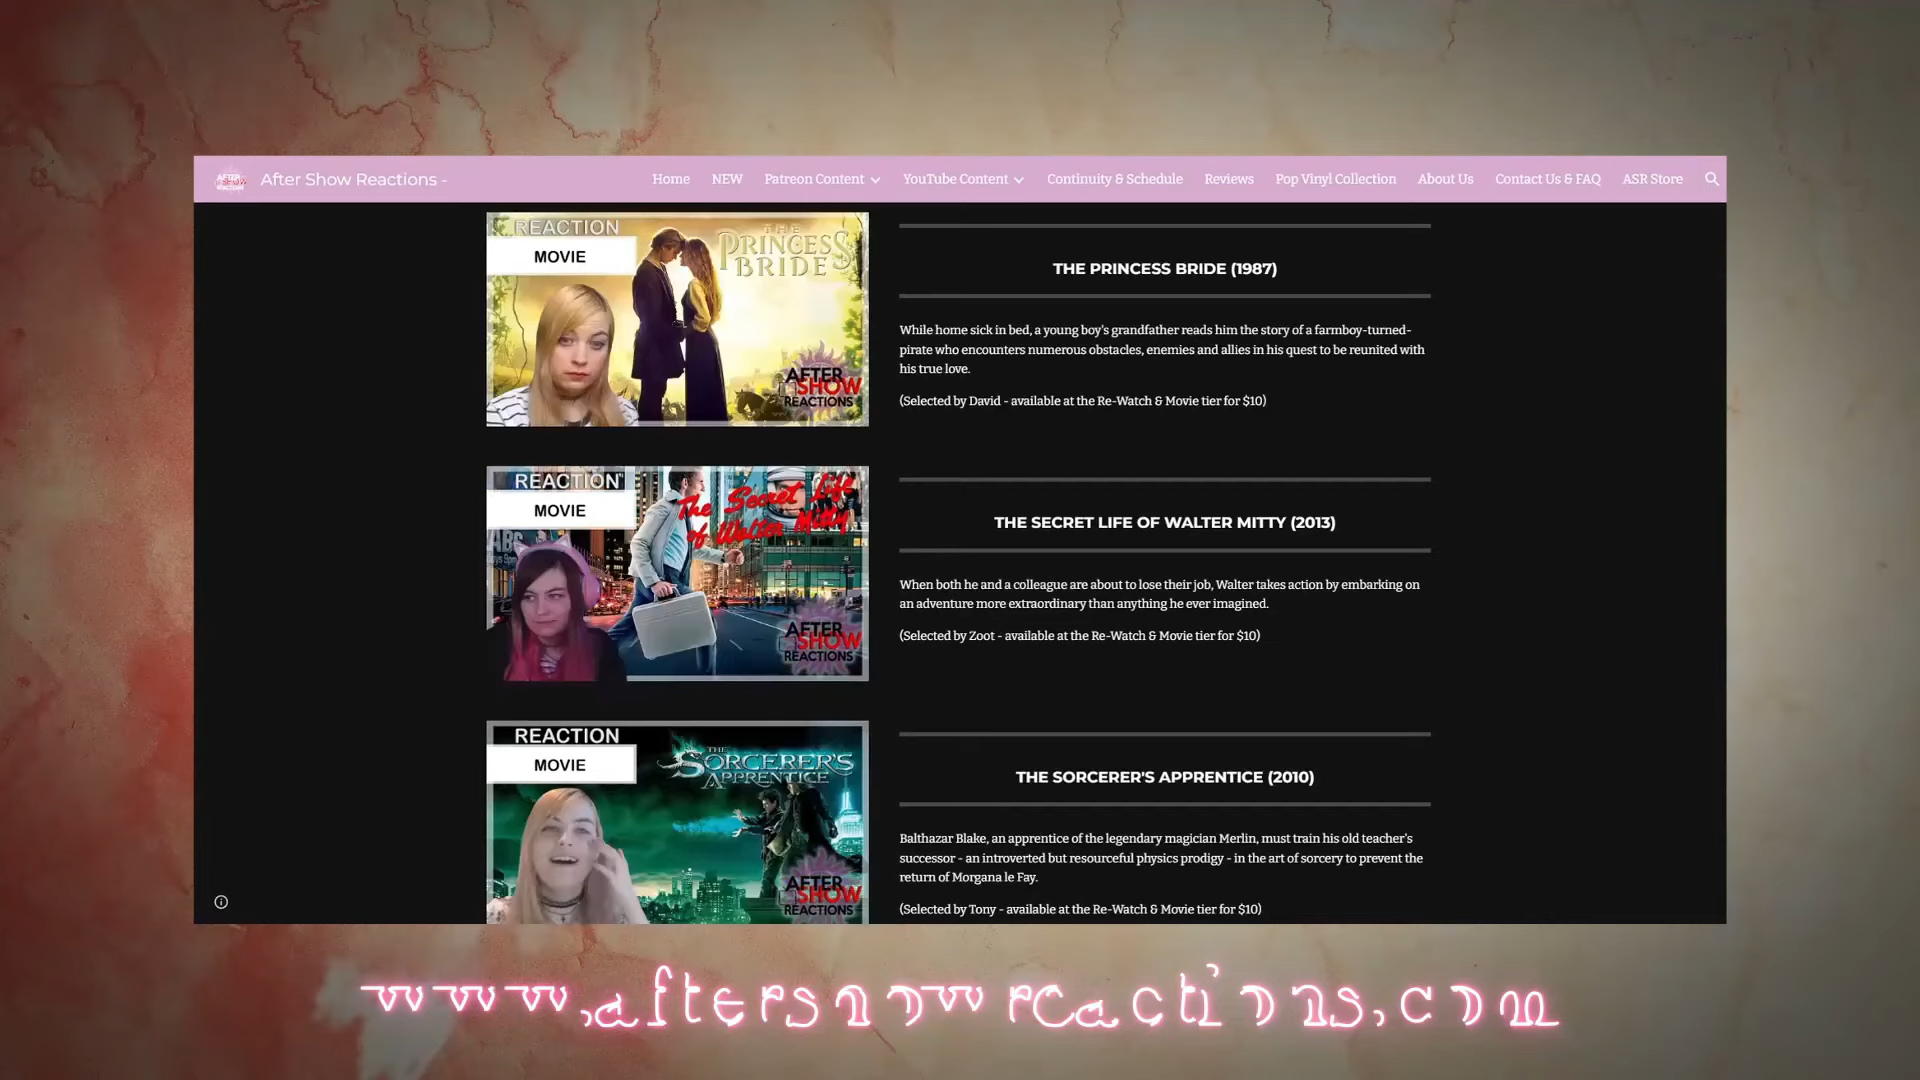 AFTER SHOW REACTIONS
After Show Reactions -
Home NEW Patreon Content YouTube Content Continuity & Schedule Reviews Pop Vinyl Collection About Us Contact Us & FAQ ASR Store
REACTION
MOVIE
THE
PRINCESS
BRIDE
AFTER
SHOW
REACTIONS
THE PRINCESS BRIDE (1987)
While home sick in bed, a young boy's grandfather reads him the story of a farmboy-turned-
pirate who encounters numerous obstacles, enemies and allies in his quest to be reunited with
his true love.
(Selected by David - available at the Re-Watch & Movie tier for $10)
REACTION
MOVIE
The Secret Life
of Walter Mitty
AFTER
SHOW
REACTIONS
THE SECRET LIFE OF WALTER MITTY (2013)
When both he and a colleague are about to lose their job, Walter takes action by embarking on
an adventure more extraordinary than anything he ever imagined.
(Selected by Zoot - available at the Re-Watch & Movie tier for $10)
REACTION
MOVIE
THE
SORCERER'S
APPRENTICE
AFTER
SHOW
REACTIONS
THE SORCERER'S APPRENTICE (2010)
Balthazar Blake, an apprentice of the legendary magician Merlin, must train his old teacher's
successor - an introverted but resourceful physics prodigy - in the art of sorcery to prevent the
return of Morgana le Fay.
(Selected by Tony - available at the Re-Watch & Movie tier for $10)
www.aftershowreactions.com